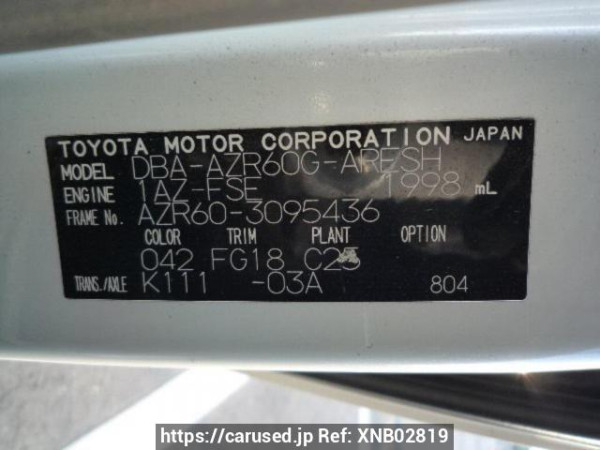 TOYOTA MOTOR CORPORATION JAPAN
MODEL DBA-AZR60G-ARESH
ENGINE 1AZ-FSE 1998 mL
FRAME No. AZR60-3095436
COLOR TRIM PLANT OPTION
042 FG18 C25
TRANS./AXLE K111 -03A 804
https://carused.jp Ref: XNB02819